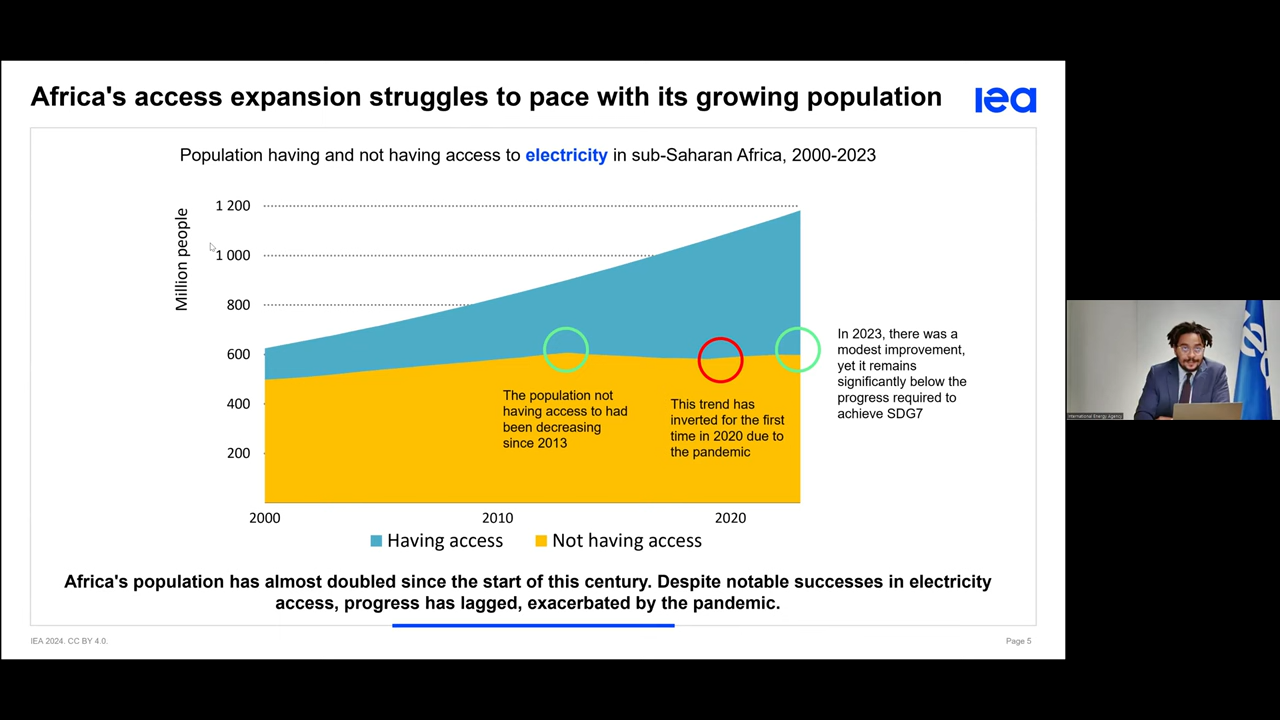 Africa's access expansion struggles to pace with its growing population
iea
Population having and not having access to electricity in sub-Saharan Africa, 2000-2023
Million people
1 200
1 000
800
600
400
200
2000
2010
2020
The population not
having access to had
been decreasing
since 2013
This trend has
inverted for the first
time in 2020 due to
the pandemic
In 2023, there was a
modest improvement,
yet it remains
significantly below the
progress required to
achieve SDG7
Having access
Not having access
Africa's population has almost doubled since the start of this century. Despite notable successes in electricity
access, progress has lagged, exacerbated by the pandemic.
IEA 2024. CC BY 4.0.
Page 5
International Energy Agency